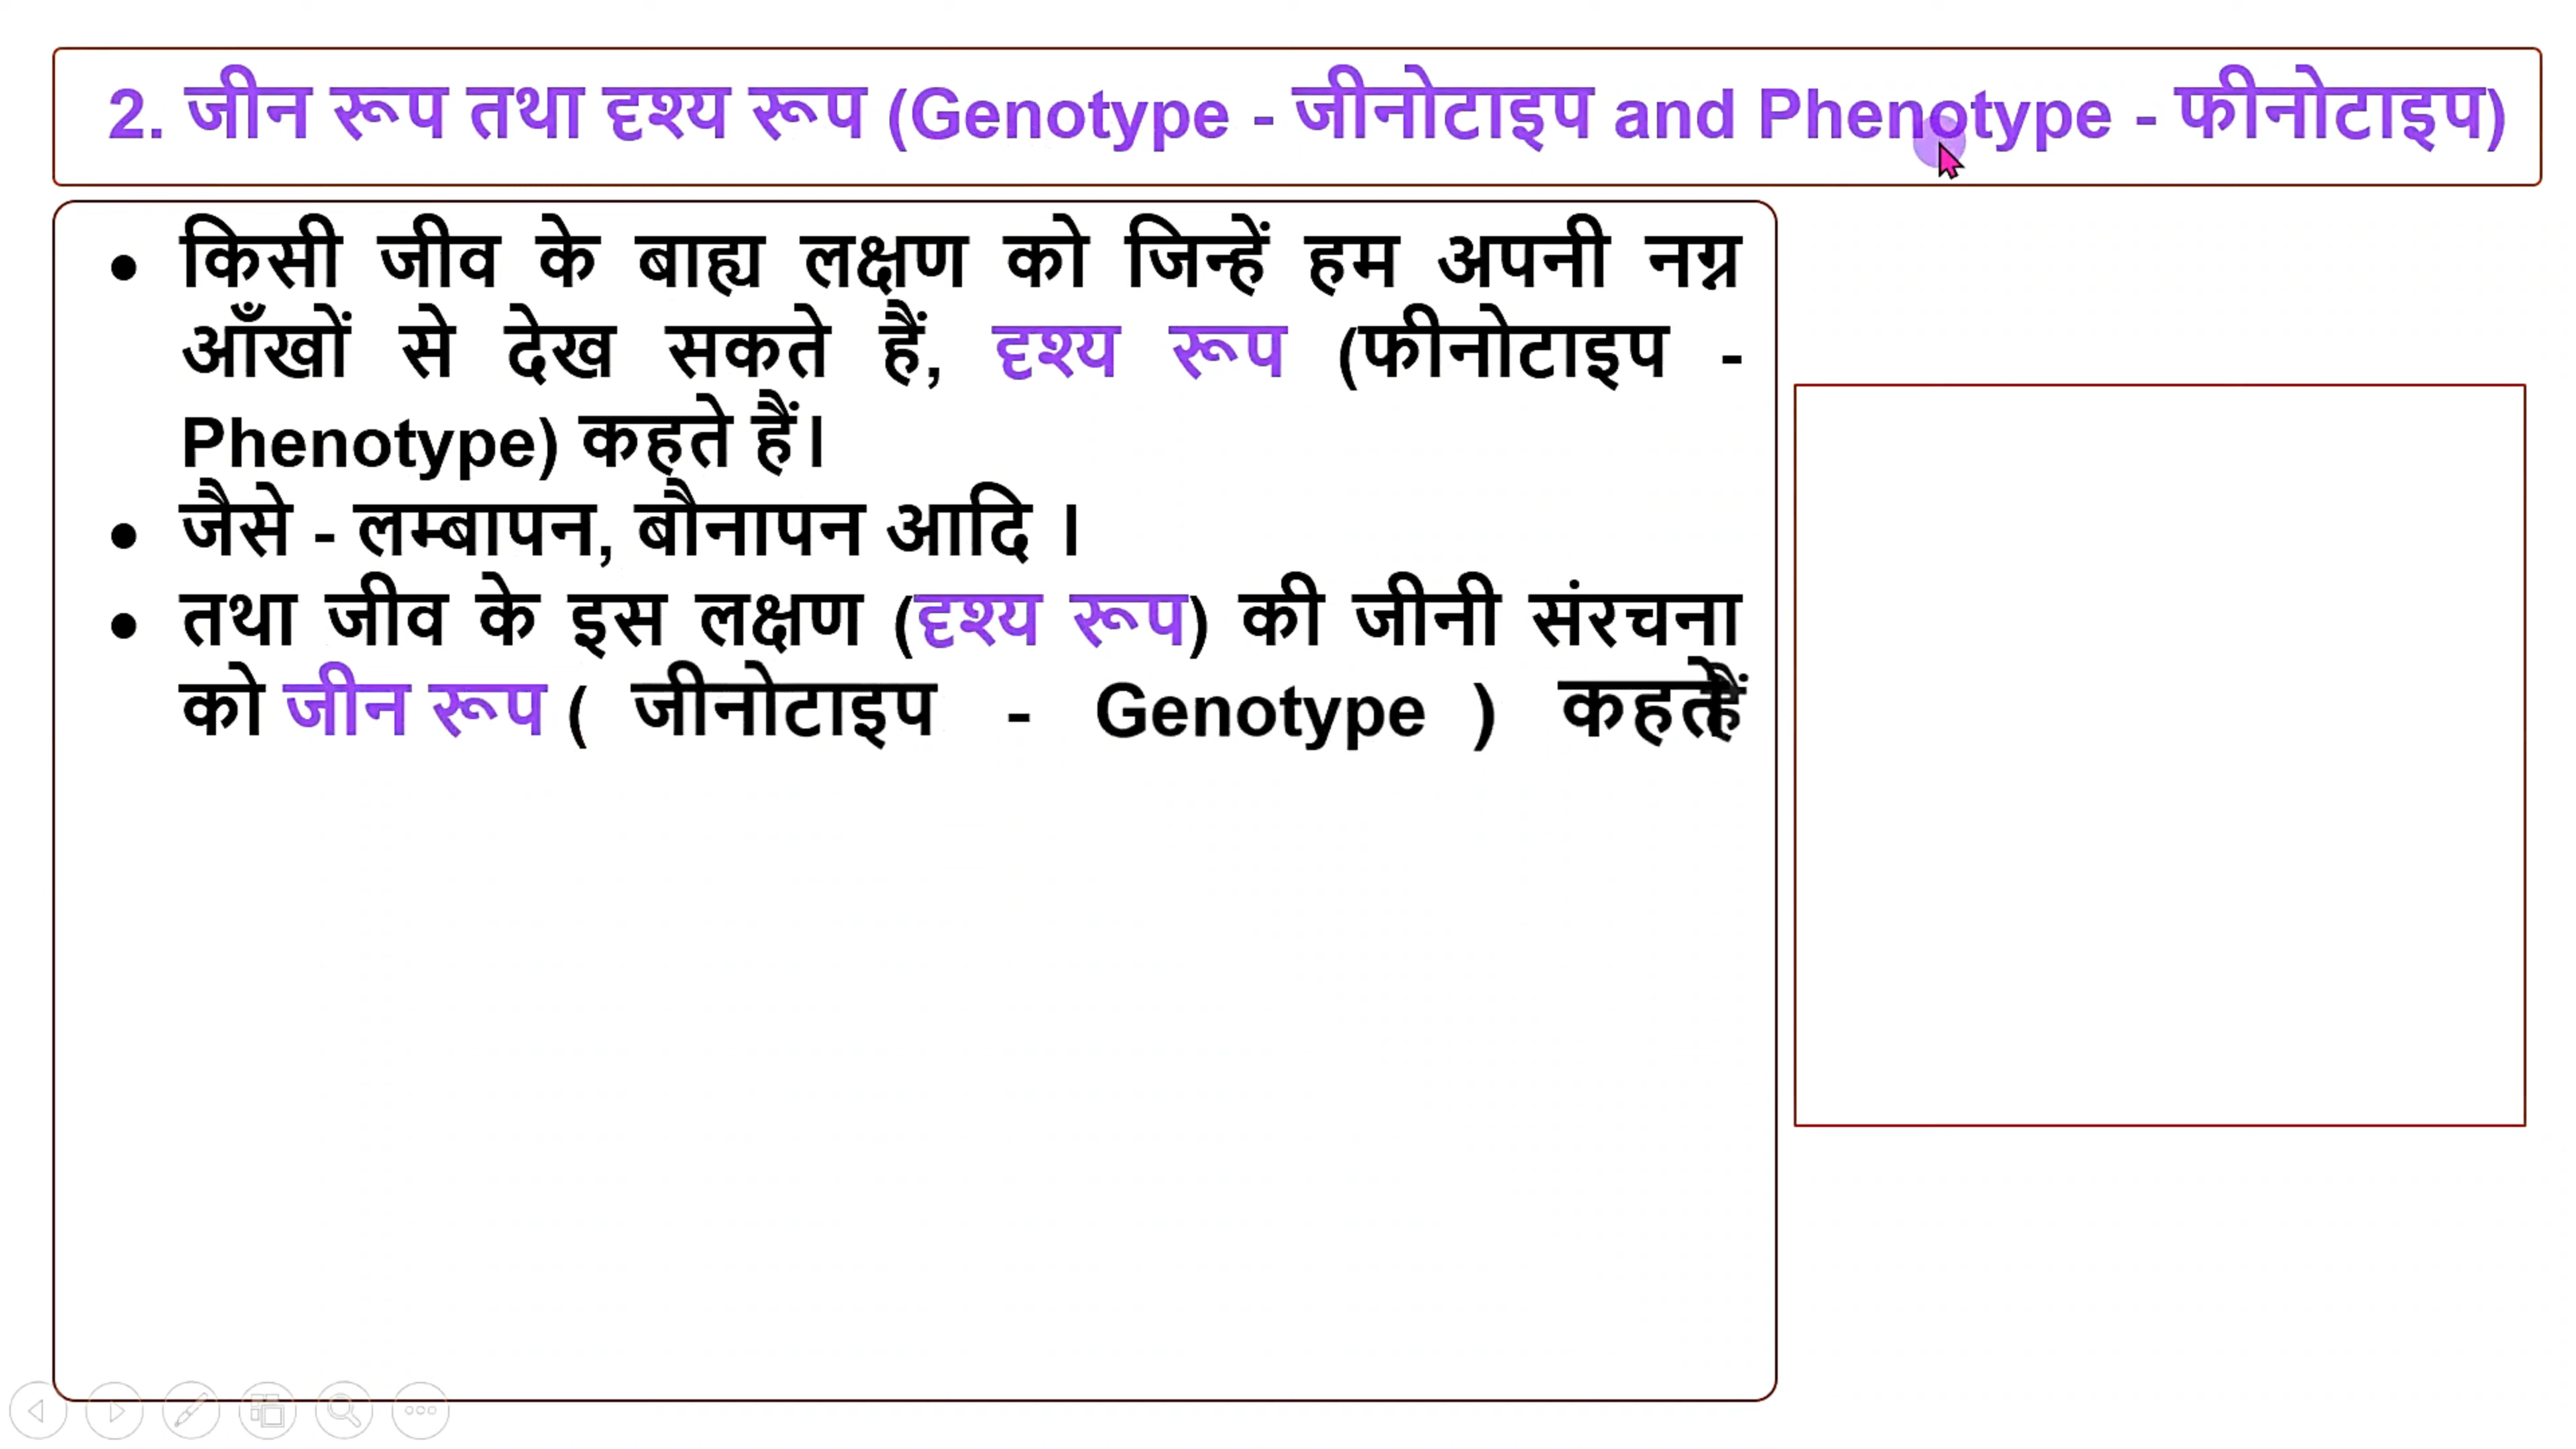 2. जीन रूप तथा दृश्य रूप (Genotype - जीनोटाइप and Phenotype - फीनोटाइप)
• किसी जीव के बाह्य लक्षण को जिन्हें हम अपनी नग्न
आँखों से देख सकते हैं, दृश्य रूप (फीनोटाइप -
Phenotype) कहते हैं।
• जैसे - लम्बापन, बौनापन आदि ।
• तथा जीव के इस लक्षण (दृश्य रूप) की जीनी संरचना
को जीन रूप ( जीनोटाइप - Genotype ) कहते हैं